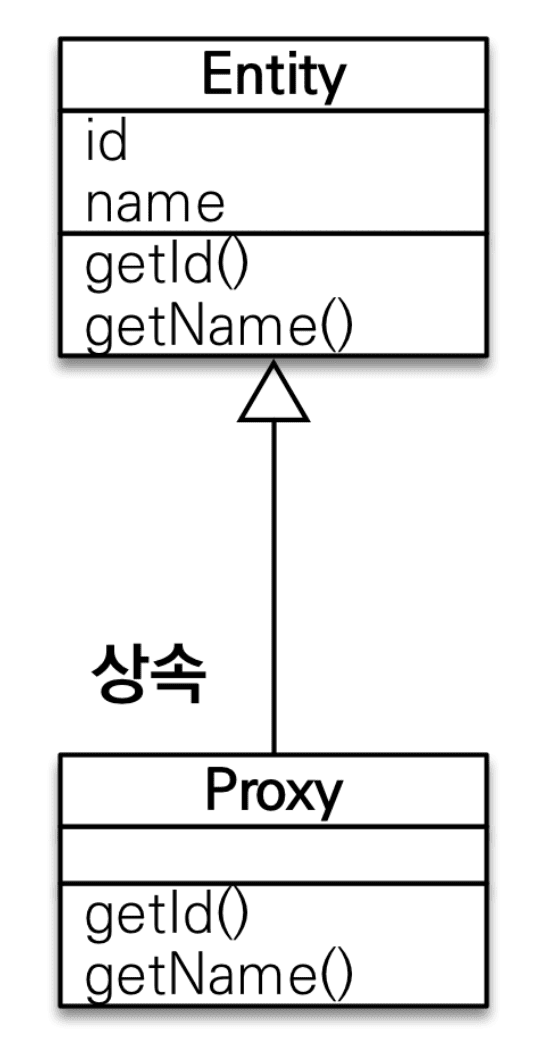 Entity
id
name
getId()
getName()
상속
Proxy
getId()
getName()